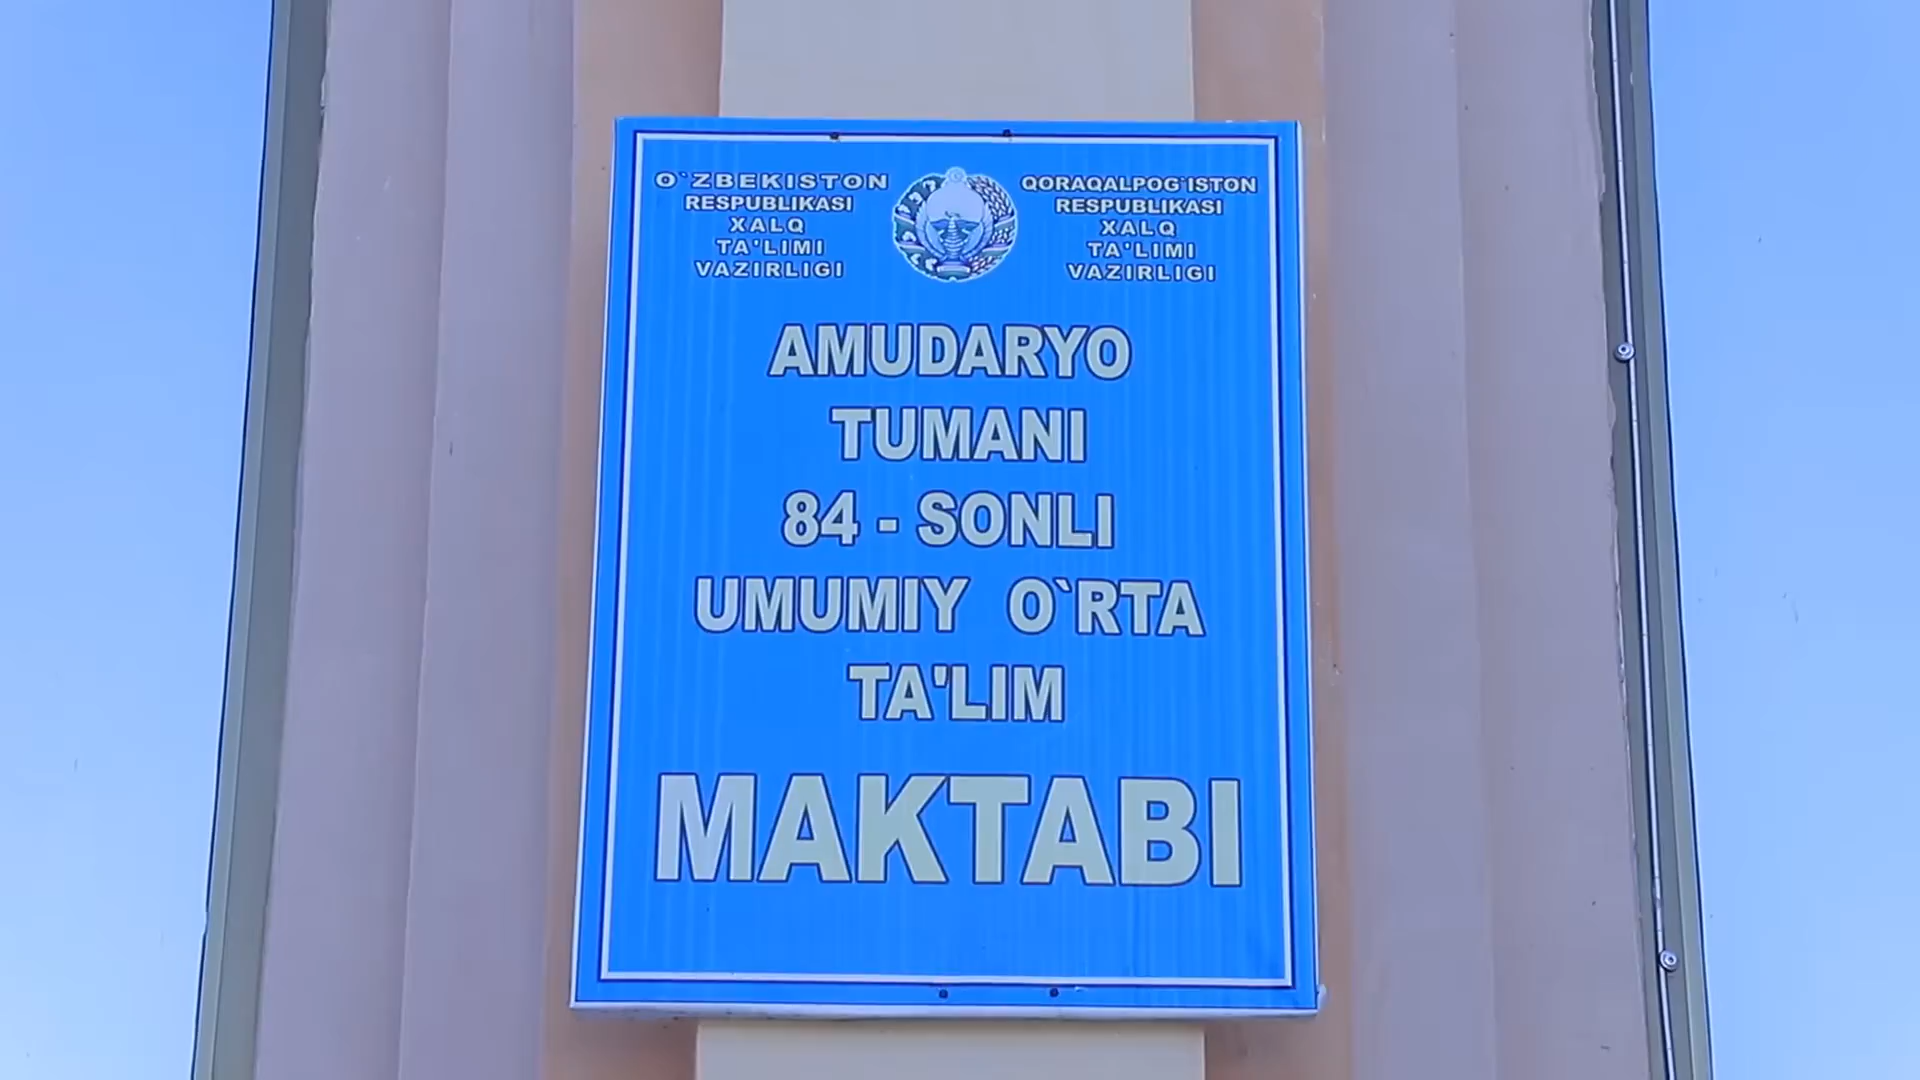 O`ZBEKISTON
RESPUBLIKASI
XALQ
TA'LIMI
VAZIRLIGI
QORAQALPOG`ISTON
RESPUBLIKASI
XALQ
TA'LIMI
VAZIRLIGI
AMUDARYO
TUMANI
84 - SONLI
UMUMIY O`RTA
TA'LIM
MAKTABI